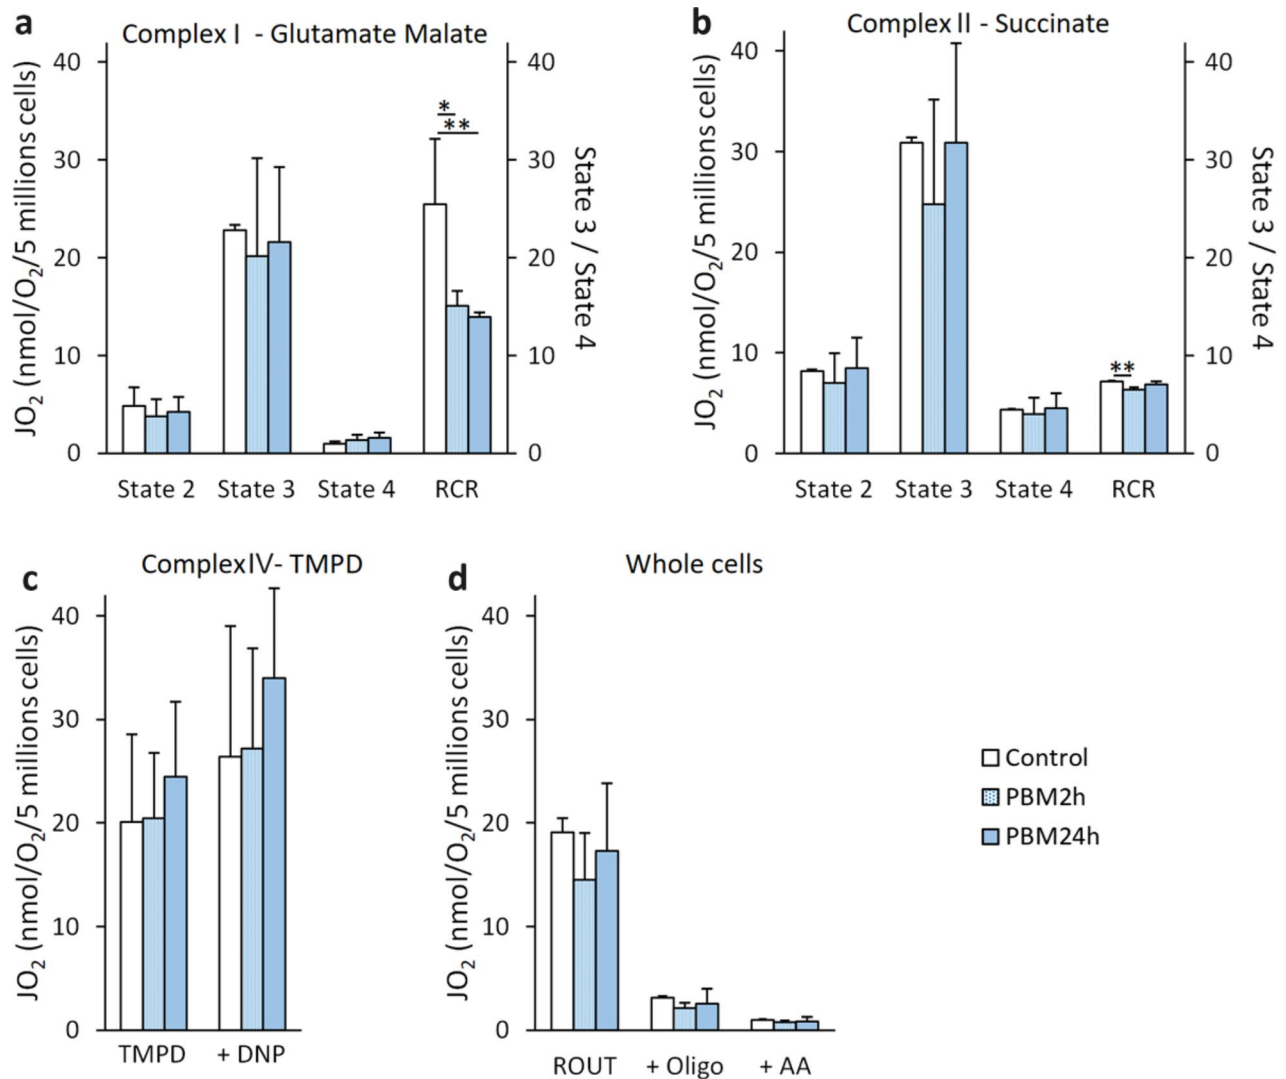 a
Complex I - Glutamate Malate
JO2 (nmol/O2/5 millions cells)
40
30
20
10
0
*
**
40
30
20
10
0
State 3 / State 4
State 2 State 3 State 4 RCR
b
Complex II - Succinate
JO2 (nmol/O2/5 millions cells)
40
30
20
10
0
**
40
30
20
10
0
State 3 / State 4
State 2 State 3 State 4 RCR
c
Complex IV- TMPD
JO2 (nmol/O2/5 millions cells)
40
30
20
10
0
TMPD + DNP
d
Whole cells
JO2 (nmol/O2/5 millions cells)
40
30
20
10
0
ROUT + Oligo + AA
Control
PBM2h
PBM24h